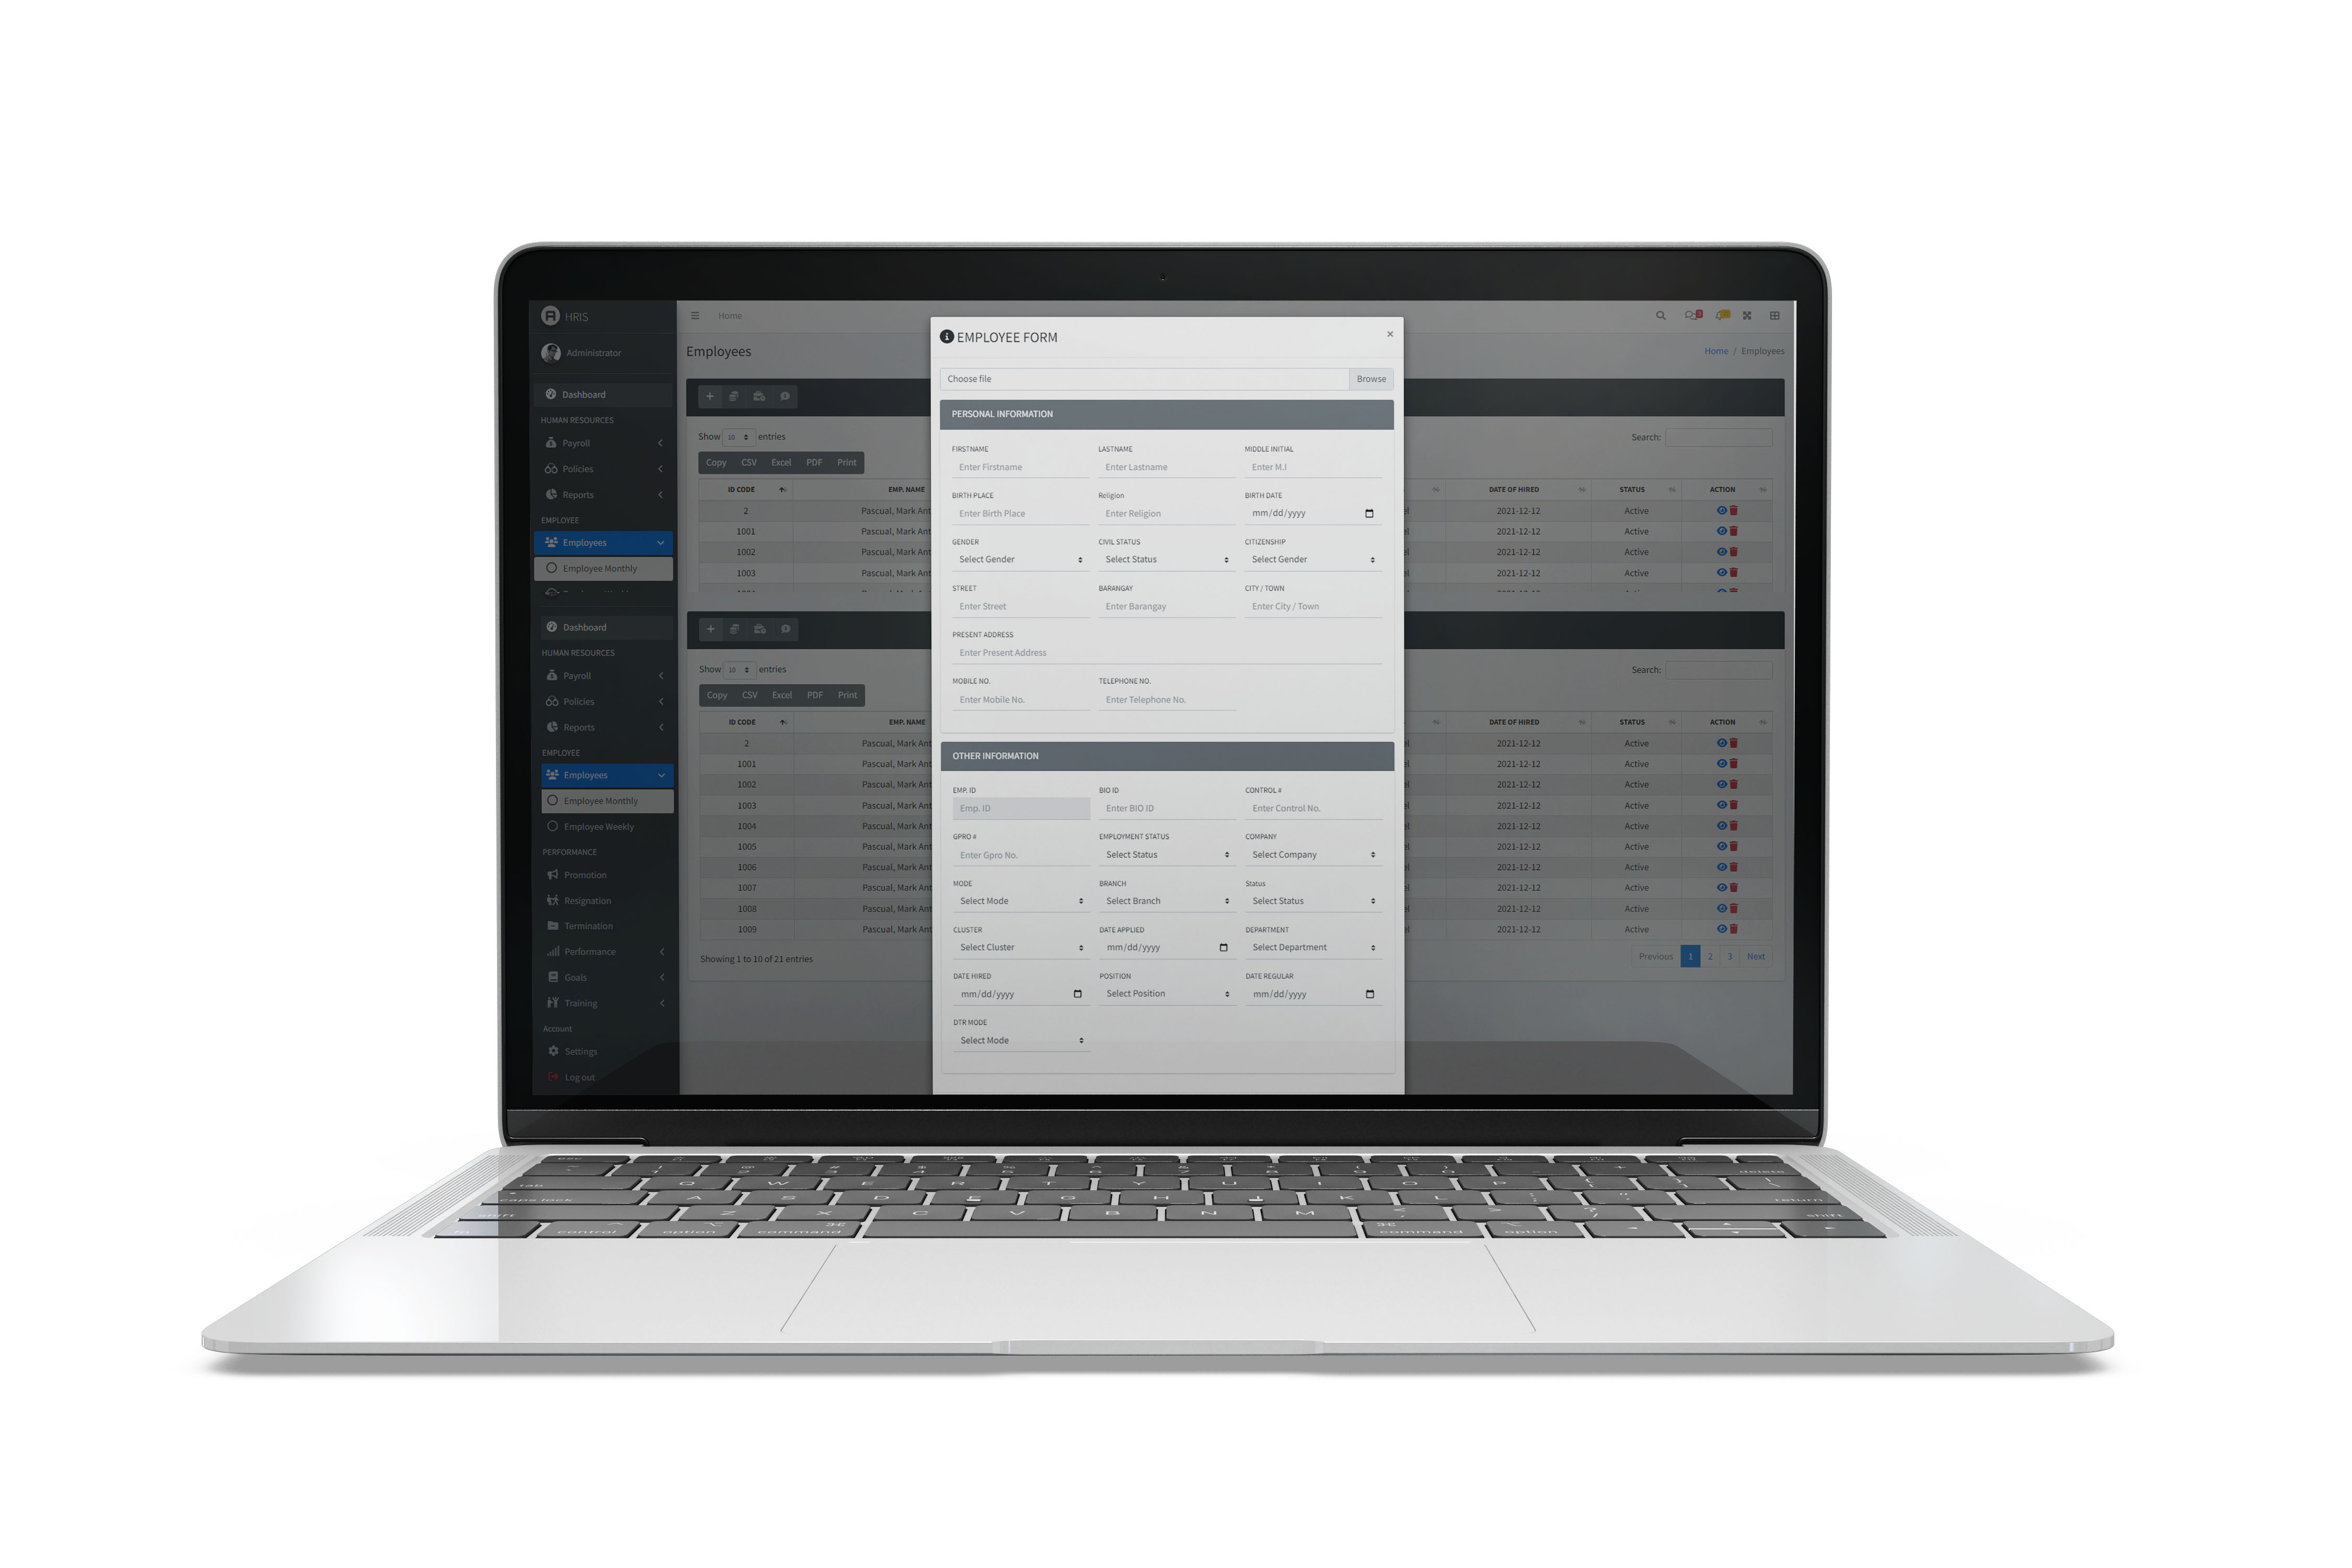 HRIS
Home
Administrator
Employees
Home / Employees
Dashboard
HUMAN RESOURCES
Payroll
Policies
Reports
EMPLOYEE
Employees
Employee Monthly
Show 10 entries
Search:
Copy CSV Excel PDF Print
ID CODE EMP. NAME DATE OF HIRED STATUS ACTION
2 Pascual, Mark Ant 2021-12-12 Active
1001 Pascual, Mark Ant 2021-12-12 Active
1002 Pascual, Mark Ant 2021-12-12 Active
1003 Pascual, Mark Ant 2021-12-12 Active
Dashboard
HUMAN RESOURCES
Payroll
Policies
Reports
EMPLOYEE
Employees
Employee Monthly
Employee Weekly
PERFORMANCE
Promotion
Resignation
Termination
Performance
Goals
Training
Account
Settings
Log out
Show 10 entries
Search:
Copy CSV Excel PDF Print
ID CODE EMP. NAME DATE OF HIRED STATUS ACTION
2 Pascual, Mark Ant 2021-12-12 Active
1001 Pascual, Mark Ant 2021-12-12 Active
1002 Pascual, Mark Ant 2021-12-12 Active
1003 Pascual, Mark Ant 2021-12-12 Active
1004 Pascual, Mark Ant 2021-12-12 Active
1005 Pascual, Mark Ant 2021-12-12 Active
1006 Pascual, Mark Ant 2021-12-12 Active
1007 Pascual, Mark Ant 2021-12-12 Active
1008 Pascual, Mark Ant 2021-12-12 Active
1009 Pascual, Mark Ant 2021-12-12 Active
Showing 1 to 10 of 21 entries
Previous 1 2 3 Next
EMPLOYEE FORM ×
Choose file Browse
PERSONAL INFORMATION
FIRSTNAME LASTNAME MIDDLE INITIAL
Enter Firstname Enter Lastname Enter M.I
BIRTH PLACE Religion BIRTH DATE
Enter Birth Place Enter Religion mm/dd/yyyy
GENDER CIVIL STATUS CITIZENSHIP
Select Gender Select Status Select Gender
STREET BARANGAY CITY / TOWN
Enter Street Enter Barangay Enter City / Town
PRESENT ADDRESS
Enter Present Address
MOBILE NO. TELEPHONE NO.
Enter Mobile No. Enter Telephone No.
OTHER INFORMATION
EMP. ID BIO ID CONTROL #
Emp. ID Enter BIO ID Enter Control No.
GPRO # EMPLOYMENT STATUS COMPANY
Enter Gpro No. Select Status Select Company
MODE BRANCH Status
Select Mode Select Branch Select Status
CLUSTER DATE APPLIED DEPARTMENT
Select Cluster mm/dd/yyyy Select Department
DATE HIRED POSITION DATE REGULAR
mm/dd/yyyy Select Position mm/dd/yyyy
DTR MODE
Select Mode
delete
tab Q W E R T Y U I O P
caps lock A S D F G H J K L return
shift Z X C V B N M shift
fn control option command command option